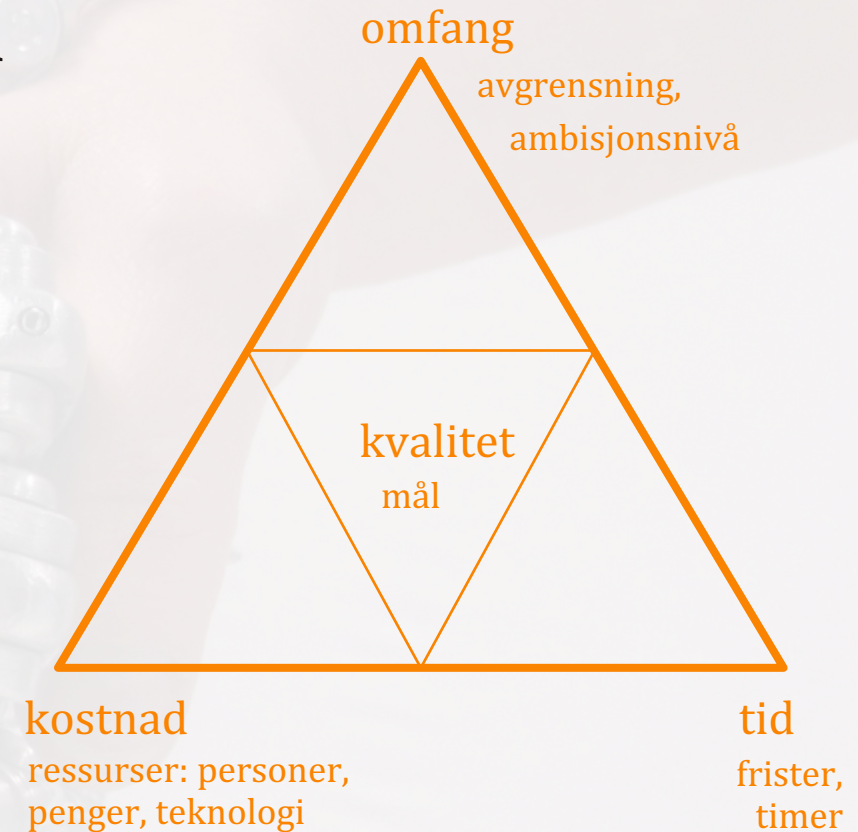 omfang
avgrensning,
ambisjonsnivå
kvalitet
mål
kostnad
ressurser: personer,
penger, teknologi
tid
frister,
timer